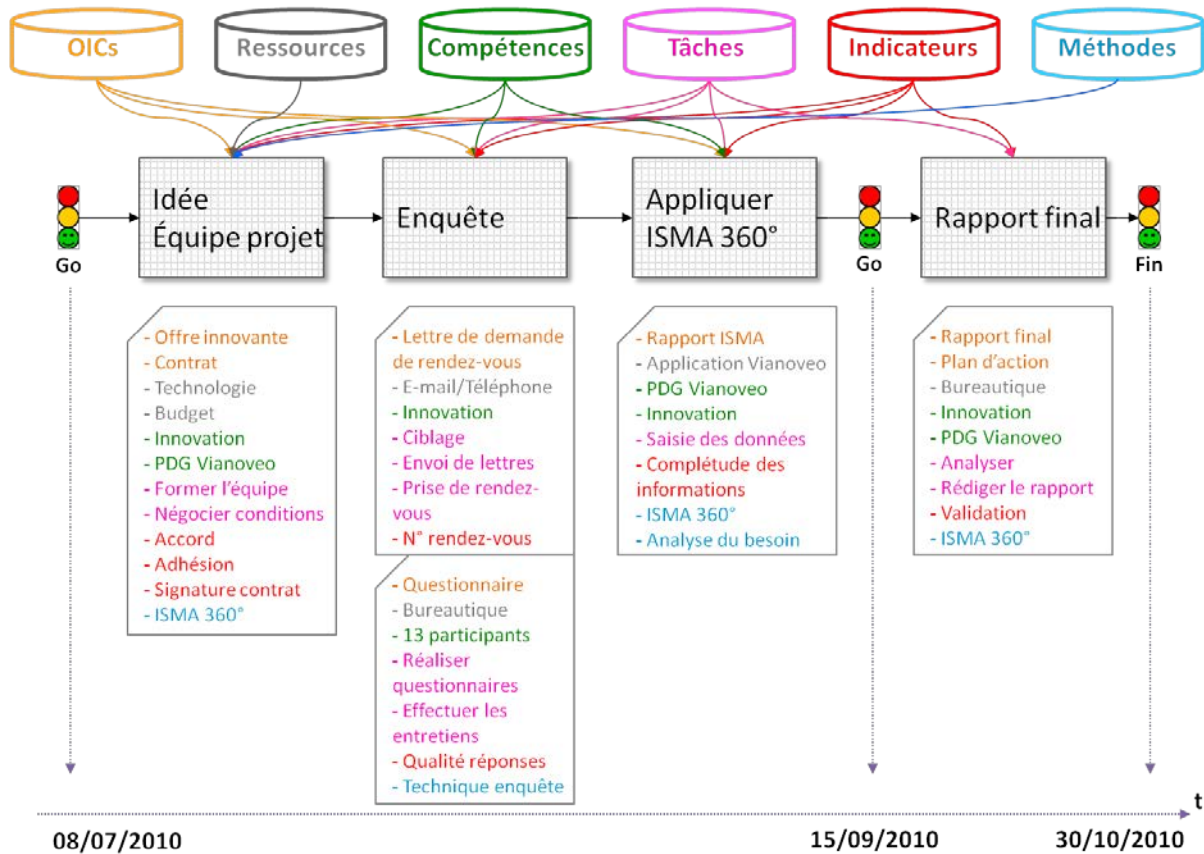 OICs
Ressources
Compétences
Tâches
Indicateurs
Méthodes
Go
Idée
Équipe projet
Enquête
Appliquer
ISMA 360°
Go
Rapport final
Fin
- Offre innovante
- Contrat
- Technologie
- Budget
- Innovation
- PDG Vianoveo
- Former l'équipe
- Négocier conditions
- Accord
- Adhésion
- Signature contrat
- ISMA 360°
- Lettre de demande
de rendez-vous
- E-mail/Téléphone
- Innovation
- Ciblage
- Envoi de lettres
- Prise de rendez-
vous
- N° rendez-vous
- Questionnaire
- Bureautique
- 13 participants
- Réaliser
questionnaires
- Effectuer les
entretiens
- Qualité réponses
- Technique enquête
- Rapport ISMA
- Application Vianoveo
- PDG Vianoveo
- Innovation
- Saisie des données
- Complétude des
informations
- ISMA 360°
- Analyse du besoin
- Rapport final
- Plan d'action
- Bureautique
- Innovation
- PDG Vianoveo
- Analyser
- Rédiger le rapport
- Validation
- ISMA 360°
t
08/07/2010
15/09/2010
30/10/2010